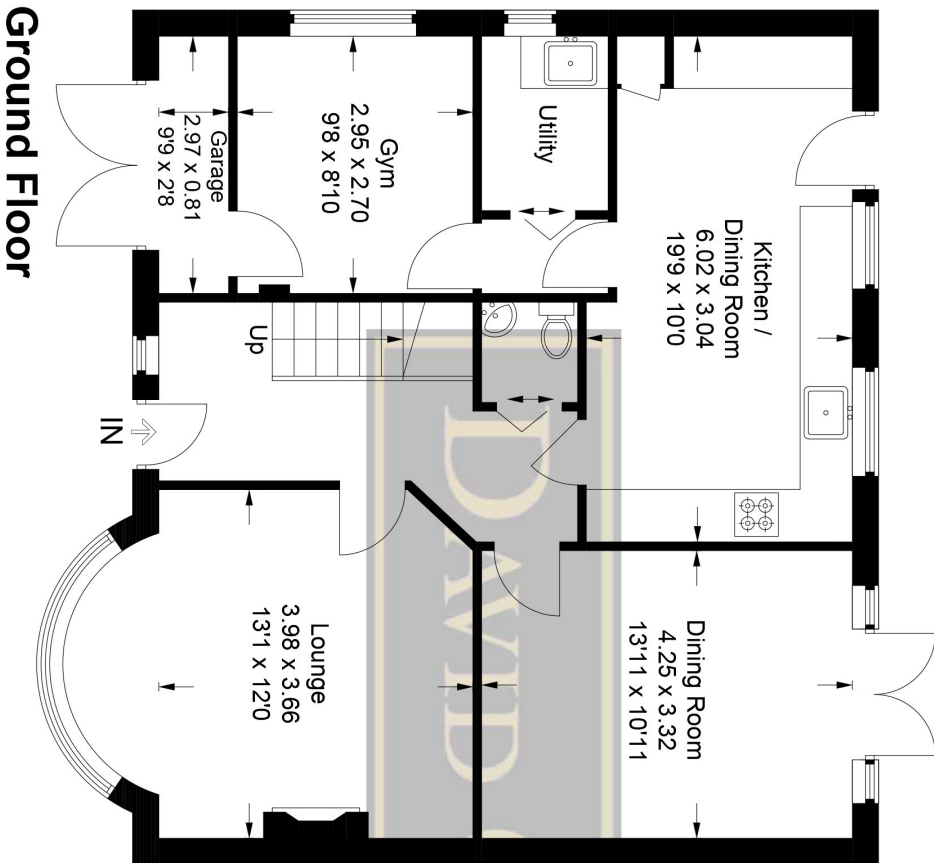 Ground Floor
Garage
2.97 x 0.81
9'9 x 2'8
Gym
2.95 x 2.70
9'8 x 8'10
Utility
Kitchen /
Dining Room
6.02 x 3.04
19'9 x 10'0
Up
IN
Lounge
3.98 x 3.66
13'1 x 12'0
Dining Room
4.25 x 3.32
13'11 x 10'11
DAVID